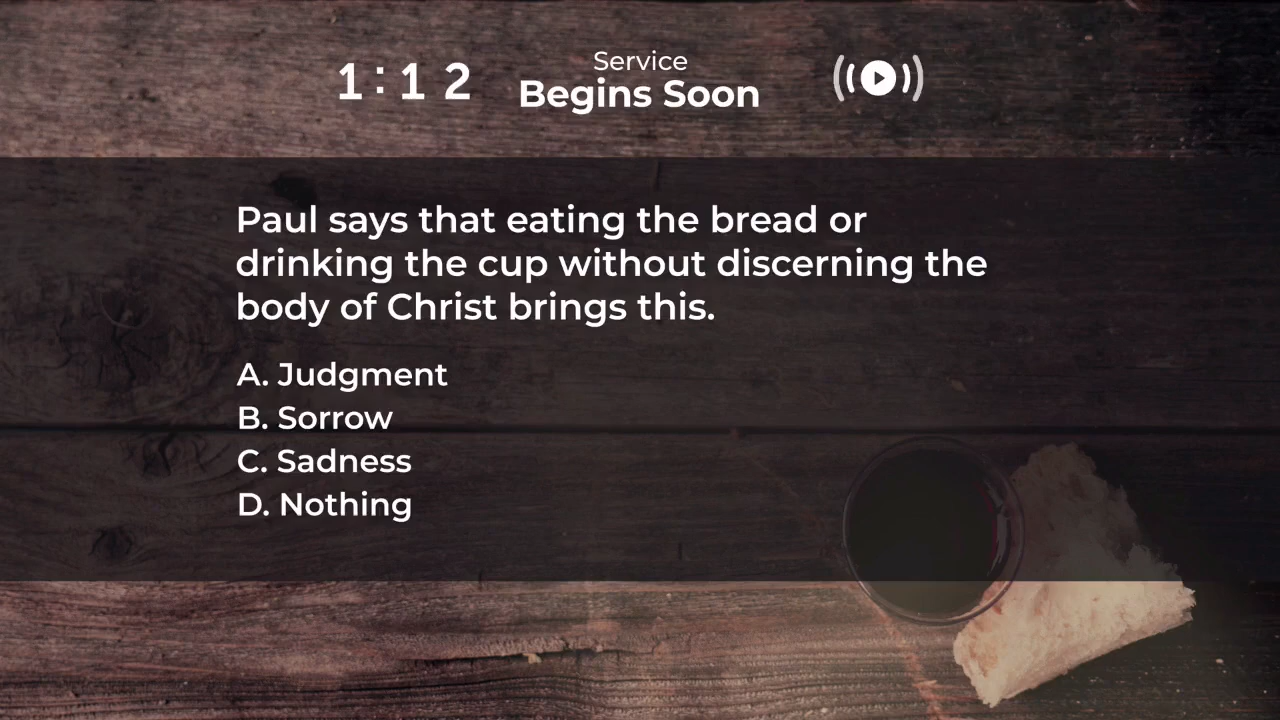 1:12
Service
Begins Soon
Paul says that eating the bread or
drinking the cup without discerning the
body of Christ brings this.
A. Judgment
B. Sorrow
C. Sadness
D. Nothing